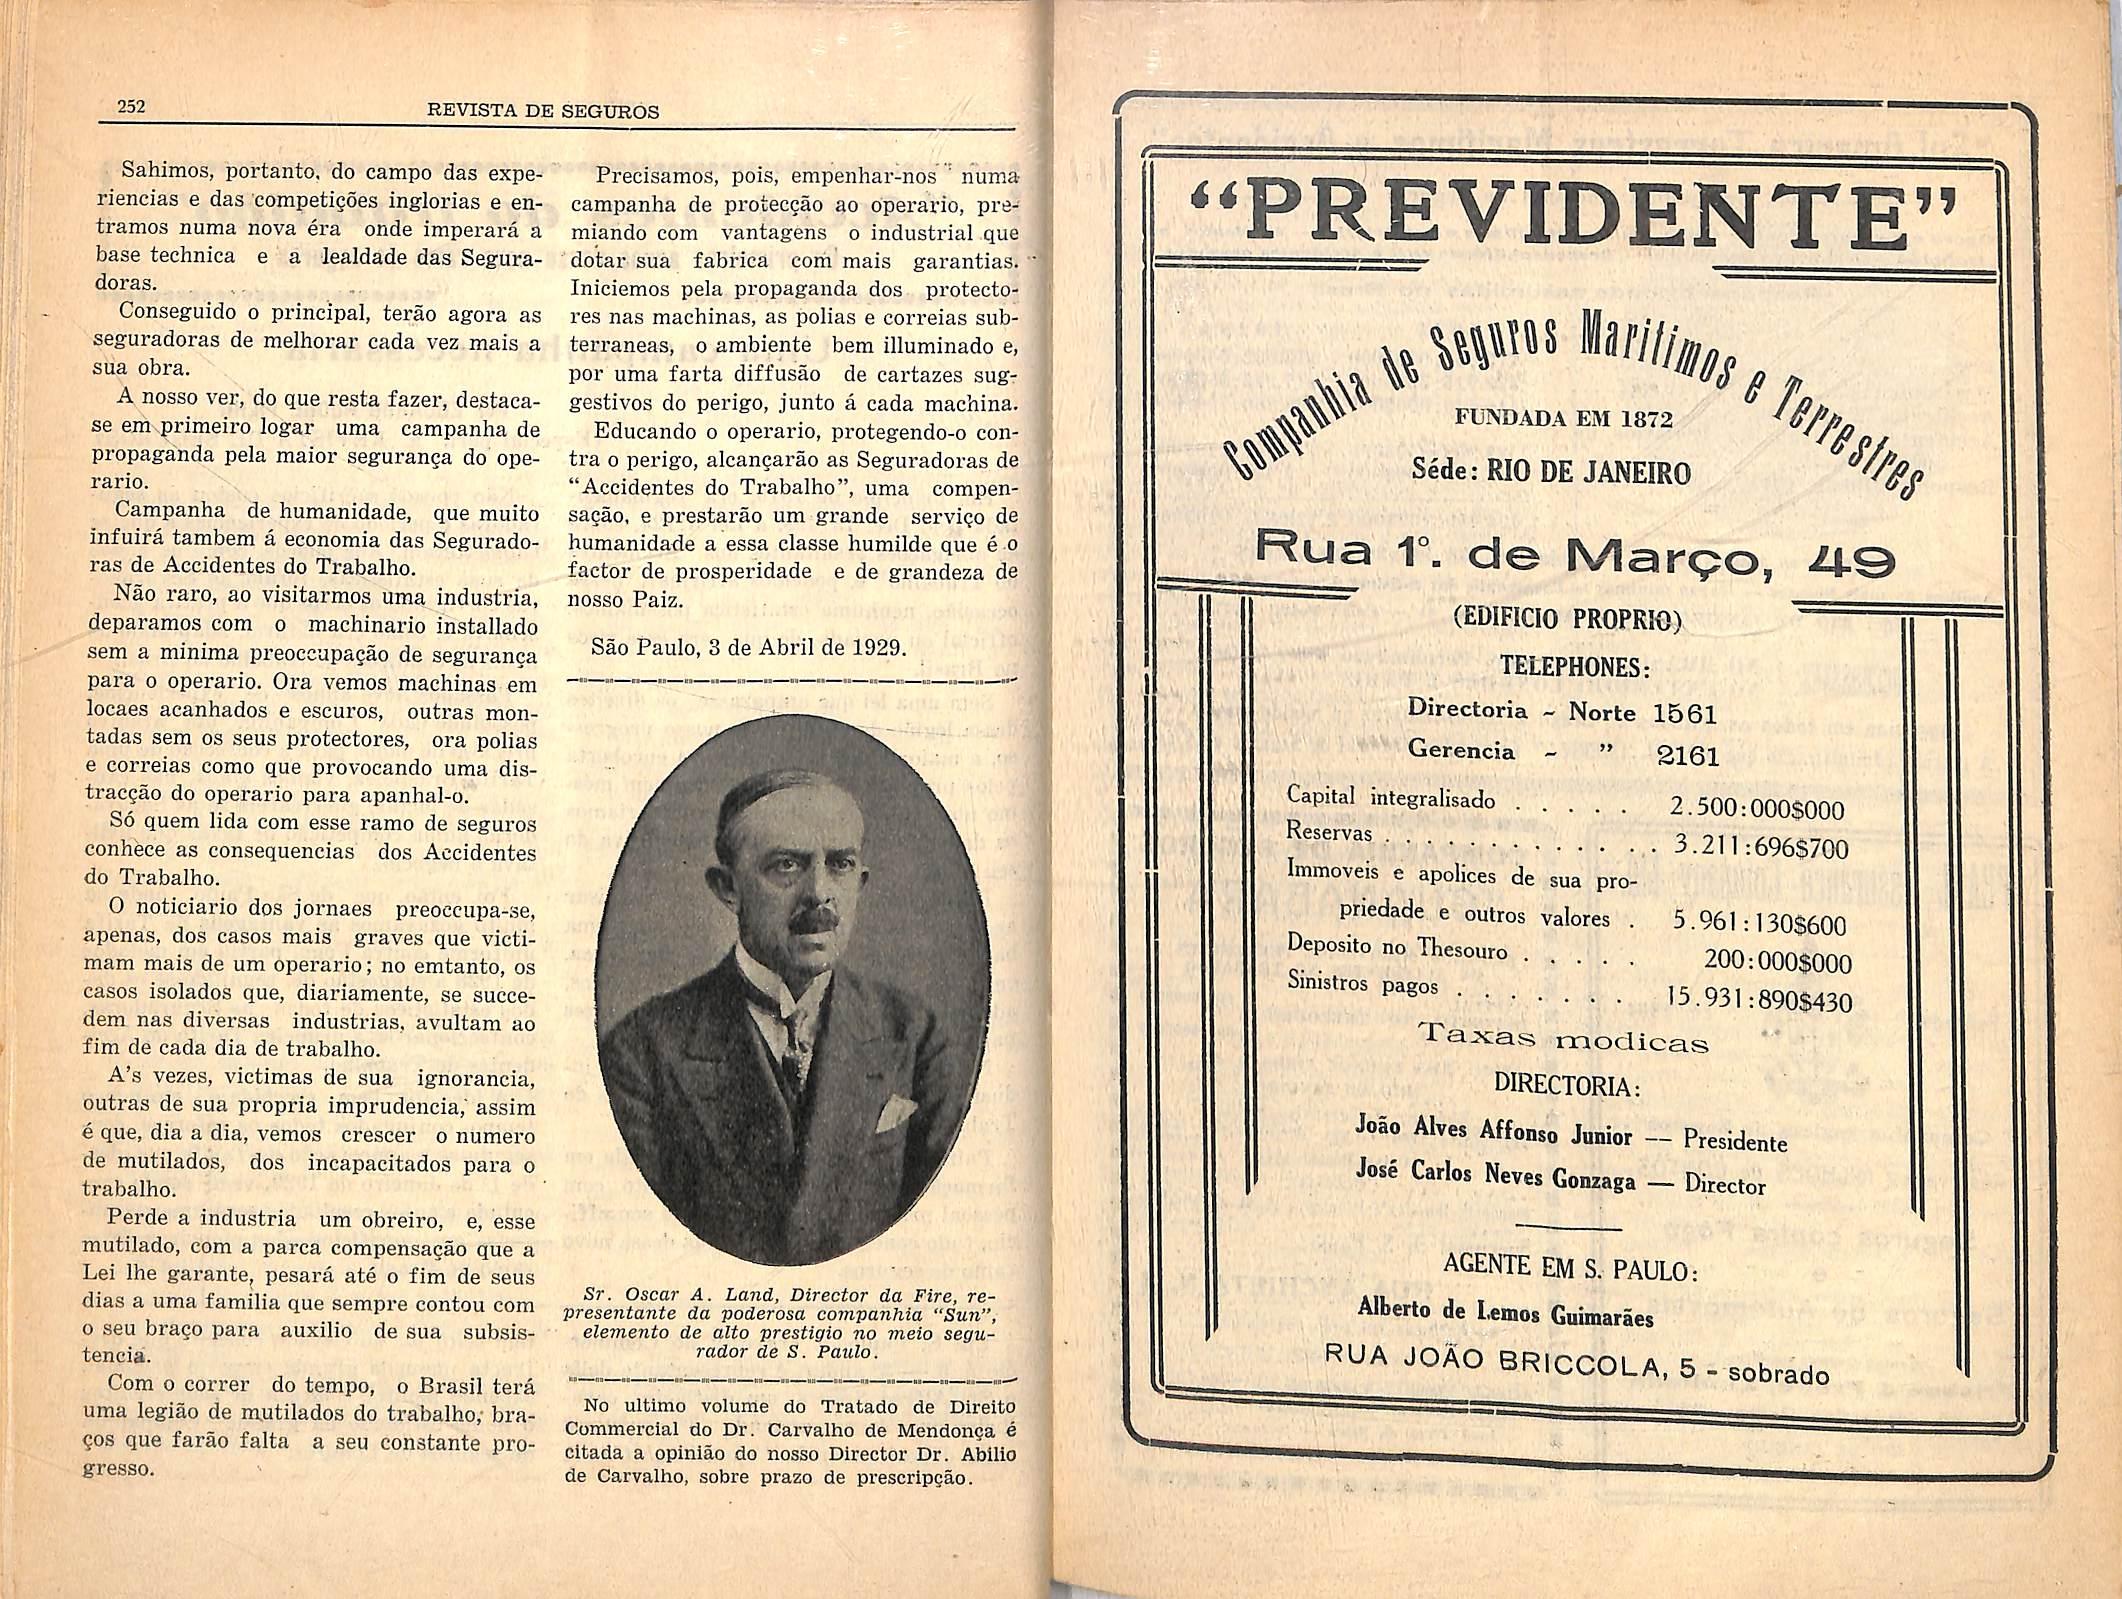 252
REVISTA DE SEGUROS
Sahimos, portanto, do campo das expe-
riencias e das competições inglorias e en-
tramos numa nova éra onde imperará a
base technica e a lealdade das Segura-
doras.
Conseguido o principal, terão agora as
seguradoras de melhorar cada vez mais a
sua obra.
A nosso ver, do que resta fazer, destaca-
se em primeiro logar uma campanha de
propaganda pela maior segurança do ope-
rario.
Campanha de humanidade, que muito
infuirá tambem á economia das Segurado-
ras de Accidentes do Trabalho.
Não raro, ao visitarmos uma industria,
deparamos com o machinario installado
sem a minima preoccupação de segurança
para o operario. Ora vemos machinas em
locaes acanhados e escuros, outras mon-
tadas sem os seus protectores, ora polias
e correias como que provocando uma dis-
tracção do operario para apanhal-o.
Só quem lida com esse ramo de seguros
conhece as consequencias dos Accidentes
do Trabalho.
O noticiario dos jornaes preoccupa-se,
apenas, dos casos mais graves que victi-
mam mais de um operario; no emtanto, os
casos isolados que, diariamente, se succe-
dem nas diversas industrias, avultam ao
fim de cada dia de trabalho.
A's vezes, victimas de sua ignorancia,
outras de sua propria imprudencia, assim
é que, dia a dia, vemos crescer o numero
de mutilados, dos incapacitados para o
trabalho.
Perde a industria um obreiro, e, esse
mutilado, com a parca compensação que a
Lei lhe garante, pesará até o fim de seus
dias a uma familia que sempre contou com
o seu braço para auxilio de sua subsis-
tencia.
Com o correr do tempo, o Brasil terá
uma legião de mutilados do trabalho, bra-
ços que farão falta a seu constante pro-
gresso.
Precisamos, pois, empenhar-nos numa
campanha de protecção ao operario, pre-
miando com vantagens o industrial que
dotar sua fabrica com mais garantias.
Iniciemos pela propaganda dos protecto-
res nas machinas, as polias e correias sub-
terraneas, o ambiente bem illuminado e,
por uma farta diffusão de cartazes sug-
gestivos do perigo, junto á cada machina.
Educando o operario, protegendo-o con-
tra o perigo, alcançarão as Seguradoras de
“Accidentes do Trabalho”, uma compen-
sação, e prestarão um grande serviço de
humanidade a essa classe humilde que é o
factor de prosperidade e de grandeza de
nosso Paiz.
São Paulo, 3 de Abril de 1929.
Sr. Oscar A. Land, Director da Fire, re-
presentante da poderosa companhia “Sun”,
elemento de alto prestigio no meio segu-
rador de S. Paulo.
No ultimo volume do Tratado de Direito
Commercial do Dr. Carvalho de Mendonça é
citada a opinião do nosso Director Dr. Abilio
de Carvalho, sobre prazo de prescripção.
“PREVIDENTE”
Companhia de Seguros Maritimos e Terrestres
FUNDADA EM 1872
Séde: RIO DE JANEIRO
Rua 1º. de Março, 49
(EDIFICIO PROPRIO)
TELEPHONES:
Directoria - Norte 1561
Gerencia - ” 2161
Capital integralisado . . . . . 2.500:000$000
Reservas . . . . . . . . . . . . . 3.211:696$700
Immoveis e apolices de sua pro-
priedade e outros valores . 5.961:130$600
Deposito no Thesouro . . . . . 200:000$000
Sinistros pagos . . . . . . . 15.931:890$430
Taxas modicas
DIRECTORIA:
João Alves Affonso Junior — Presidente
José Carlos Neves Gonzaga — Director
AGENTE EM S. PAULO:
Alberto de Lemos Guimarães
RUA JOÃO BRICCOLA, 5 - sobrado